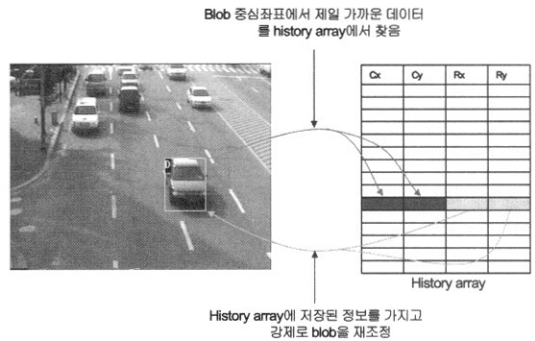 Blob 중심좌표에서 제일 가까운 데이터
를 history array에서 찾음
Cx Cy Rx Ry
History array
History array에 저장된 정보를 가지고
강제로 blob을 재조정